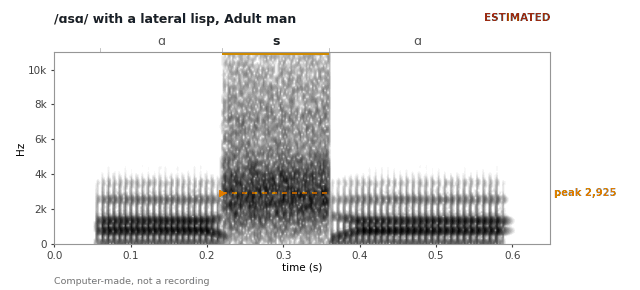 /ɑsɑ/ with a lateral lisp, Adult man
ESTIMATED
ɑ s ɑ
10k
8k
6k
4k
2k
0
Hz
peak 2,925
0.0 0.1 0.2 0.3 0.4 0.5 0.6
time (s)
Computer-made, not a recording